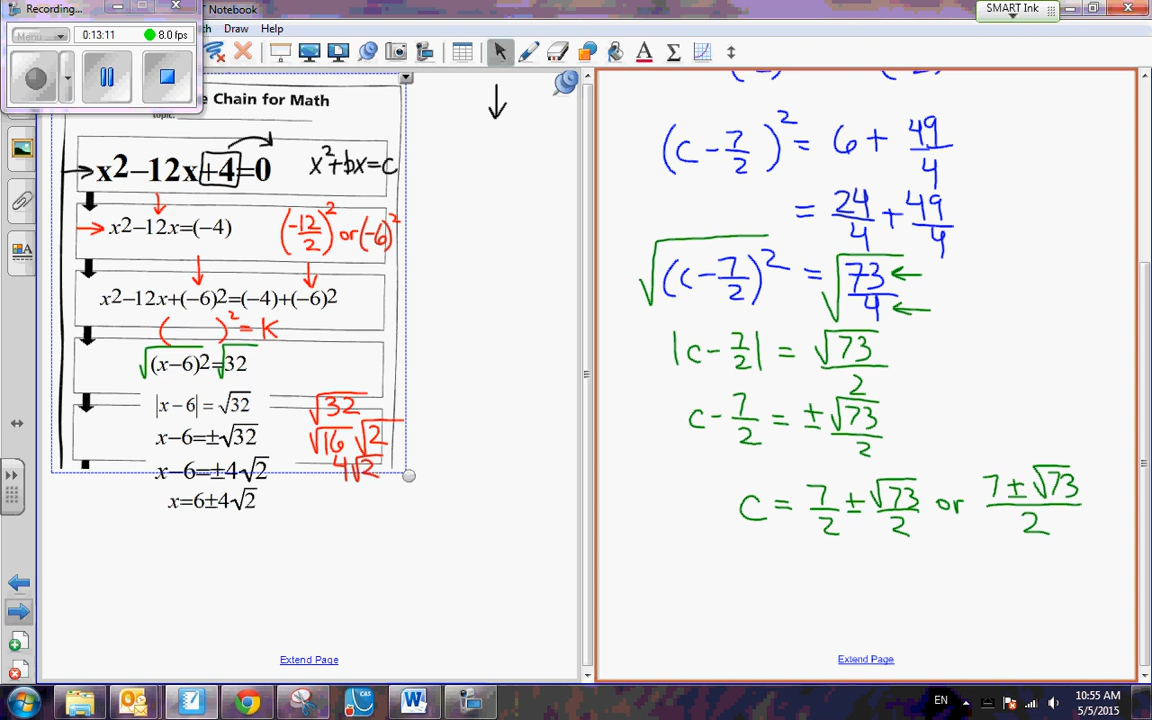 Recording...
T Notebook
SMART Ink
Menu
0:13:11
8.0 fps
Draw Help
e Chain for Math
x2−12x+4=0
x²+bx=c
x2−12x=(−4)
(-12/2)² or (-6)²
x2−12x+(−6)2=(−4)+(−6)2
( )² = K
√(x−6)2=√32
|x−6|=√32
√32
x−6=±√32
√16 √2
x−6=±4√2
4√2
x=6±4√2
Extend Page
(c - 7/2)² = 6 + 49/4
= 24/4 + 49/4
√(c - 7/2)² = √73/4
|c - 7/2| = √73/2
c - 7/2 = ± √73/2
c = 7/2 ± √73/2 or 7 ± √73/2
Extend Page
EN
10:55 AM
5/5/2015